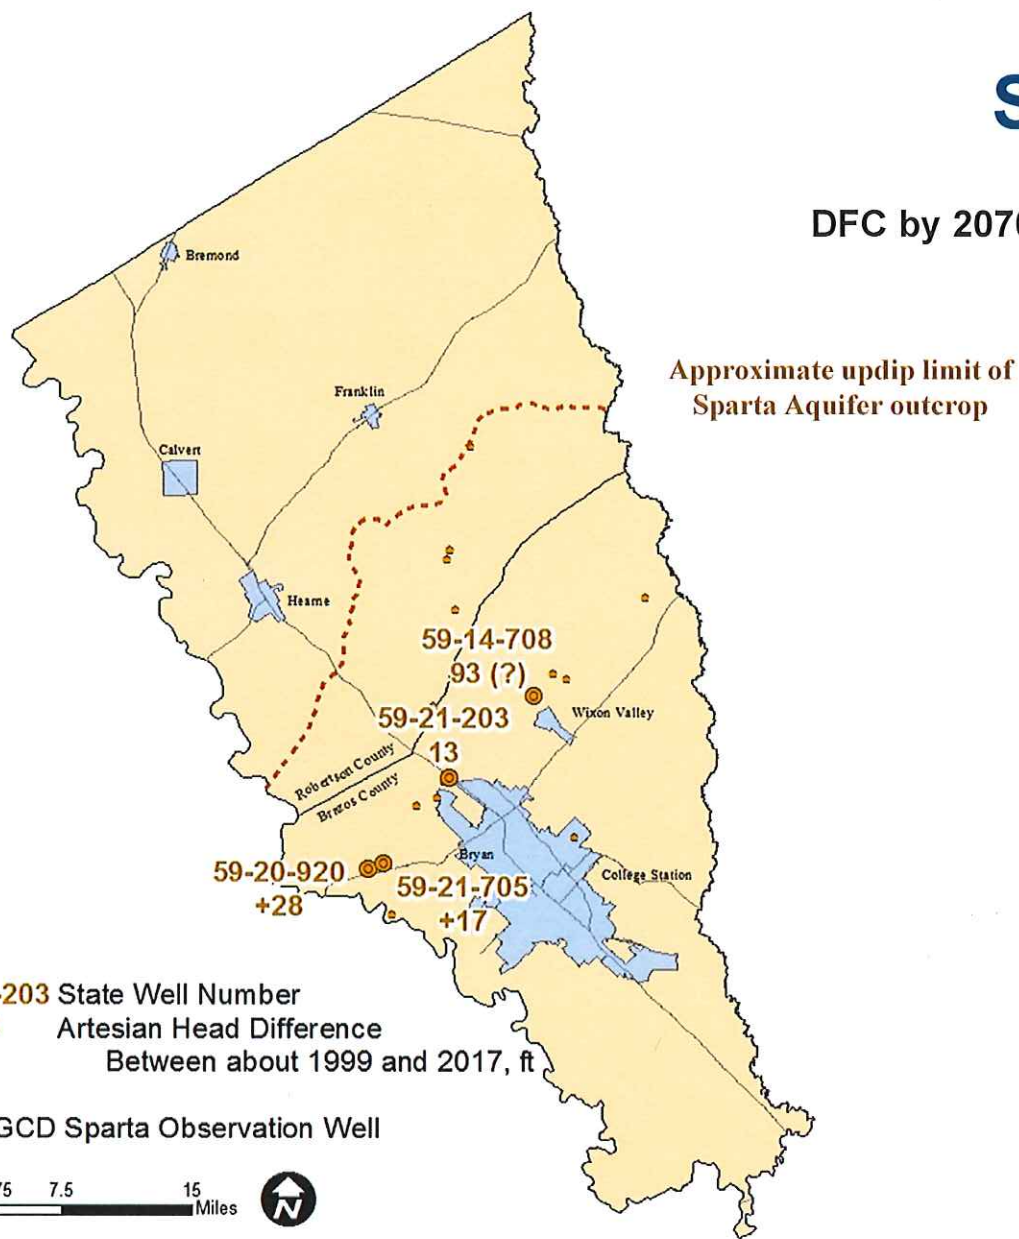 S
DFC by 2070
Bremond
Approximate updip limit of
Sparta Aquifer outcrop
Franklin
Calvert
Hearne
59-14-708
93 (?)
Wixon Valley
59-21-203
13
Robertson County
Brazos County
Bryan
College Station
59-20-920
+28
59-21-705
+17
-203 State Well Number
Artesian Head Difference
Between about 1999 and 2017, ft
GCD Sparta Observation Well
75 7.5 15
Miles
N